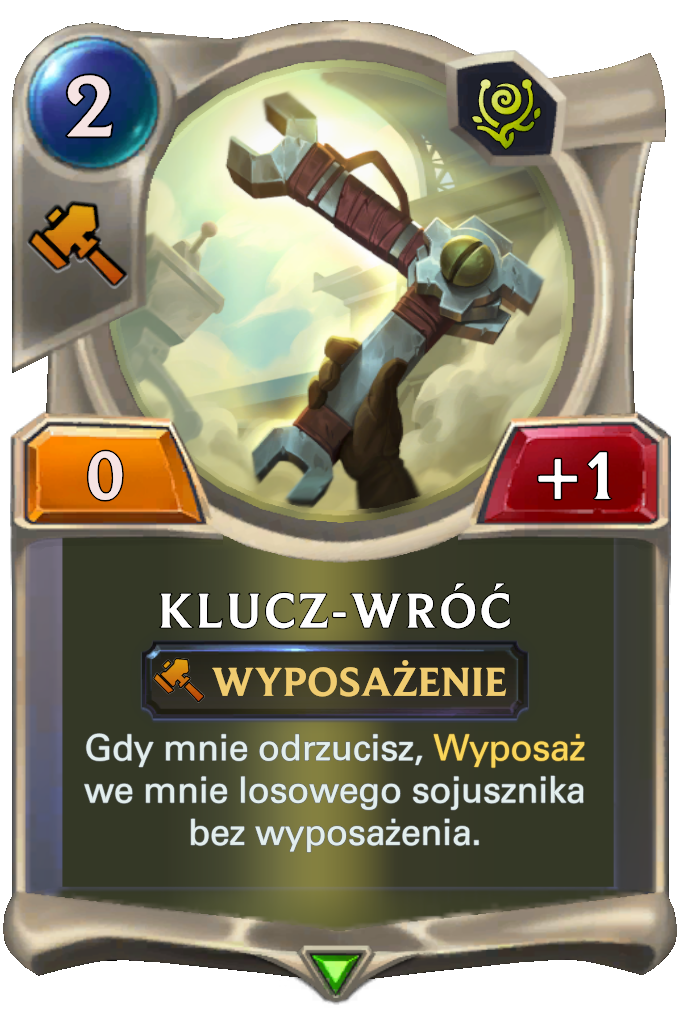 2
0
+1
KLUCZ-WRÓĆ
WYPOSAŻENIE
Gdy mnie odrzucisz, Wyposaż
we mnie losowego sojusznika
bez wyposażenia.